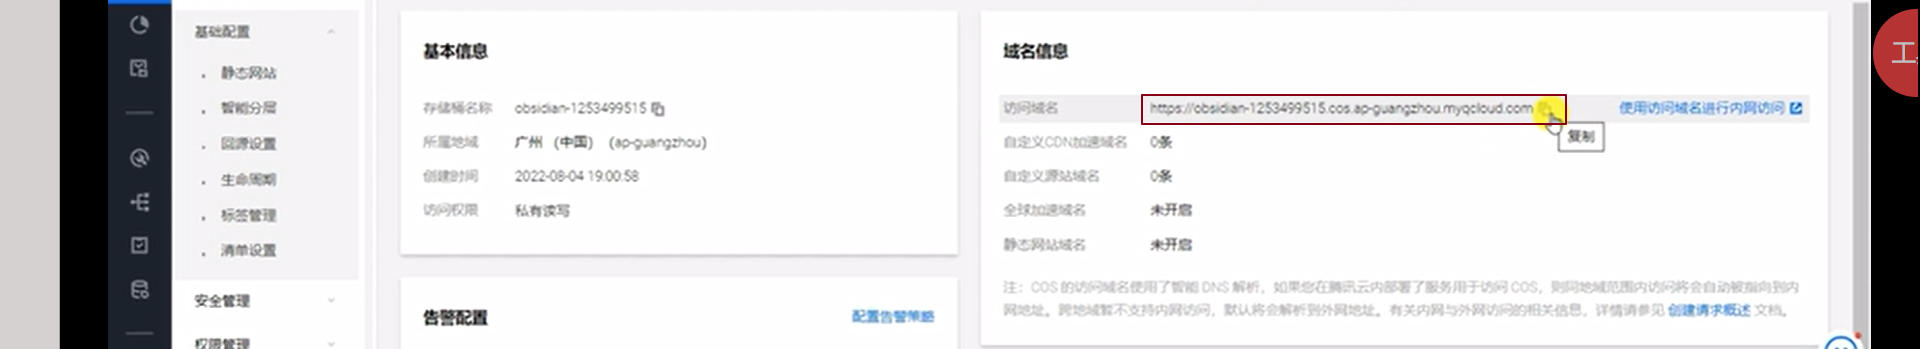 基础配置
静态网站
智能分层
回源设置
生命周期
标签管理
清单设置
安全管理
权限管理
基本信息
存储桶名称 obsidian-1253499515
所属地域 广州 (中国) (ap-guangzhou)
创建时间 2022-08-04 19:00:58
访问权限 私有读写
告警配置 配置告警策略
域名信息
访问域名 https://obsidian-1253499515.cos.ap-guangzhou.myqcloud.com 使用访问域名进行内网访问
复制
自定义CDN加速域名 0条
自定义源站域名 0条
全球加速域名 未开启
静态网站域名 未开启
注：COS 的访问域名使用了智能 DNS 解析，如果您在腾讯云内部署了服务用于访问 COS，则同地域范围内访问将会自动被指向到内
网地址。跨地域暂不支持内网访问，默认将会解析到外网地址。有关内网与外网访问的相关信息，详情请参见 创建请求概述 文档。
工